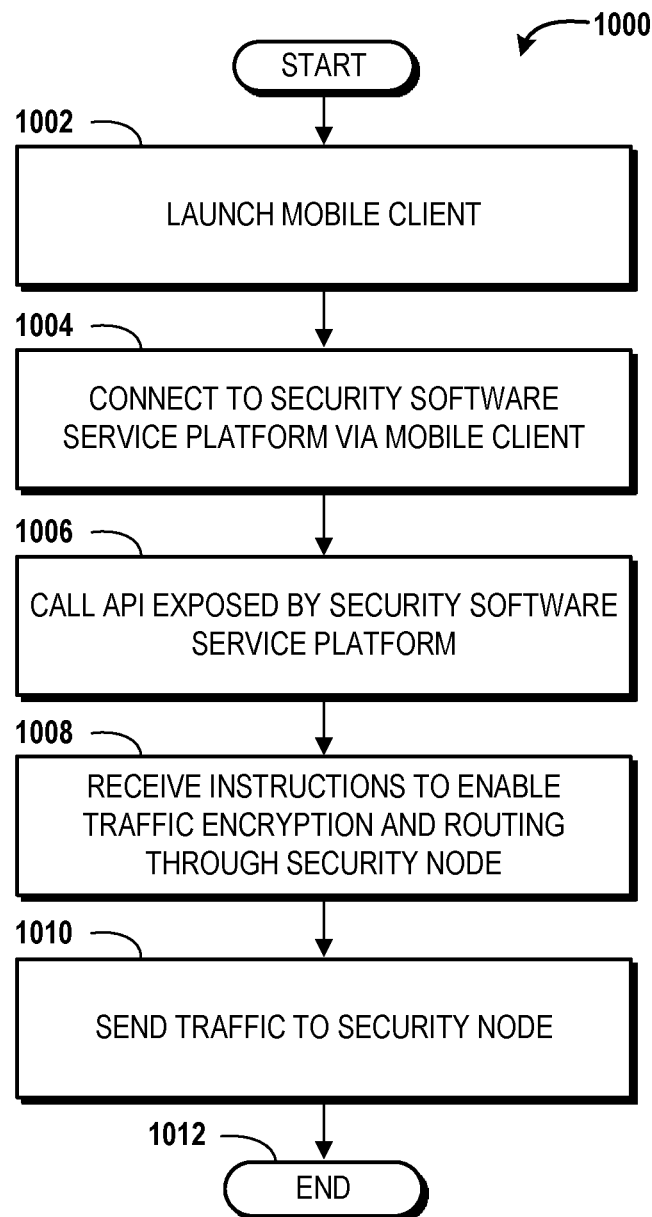 1000
START
1002
LAUNCH MOBILE CLIENT
1004
CONNECT TO SECURITY SOFTWARE
SERVICE PLATFORM VIA MOBILE CLIENT
1006
CALL API EXPOSED BY SECURITY SOFTWARE
SERVICE PLATFORM
1008
RECEIVE INSTRUCTIONS TO ENABLE
TRAFFIC ENCRYPTION AND ROUTING
THROUGH SECURITY NODE
1010
SEND TRAFFIC TO SECURITY NODE
1012
END